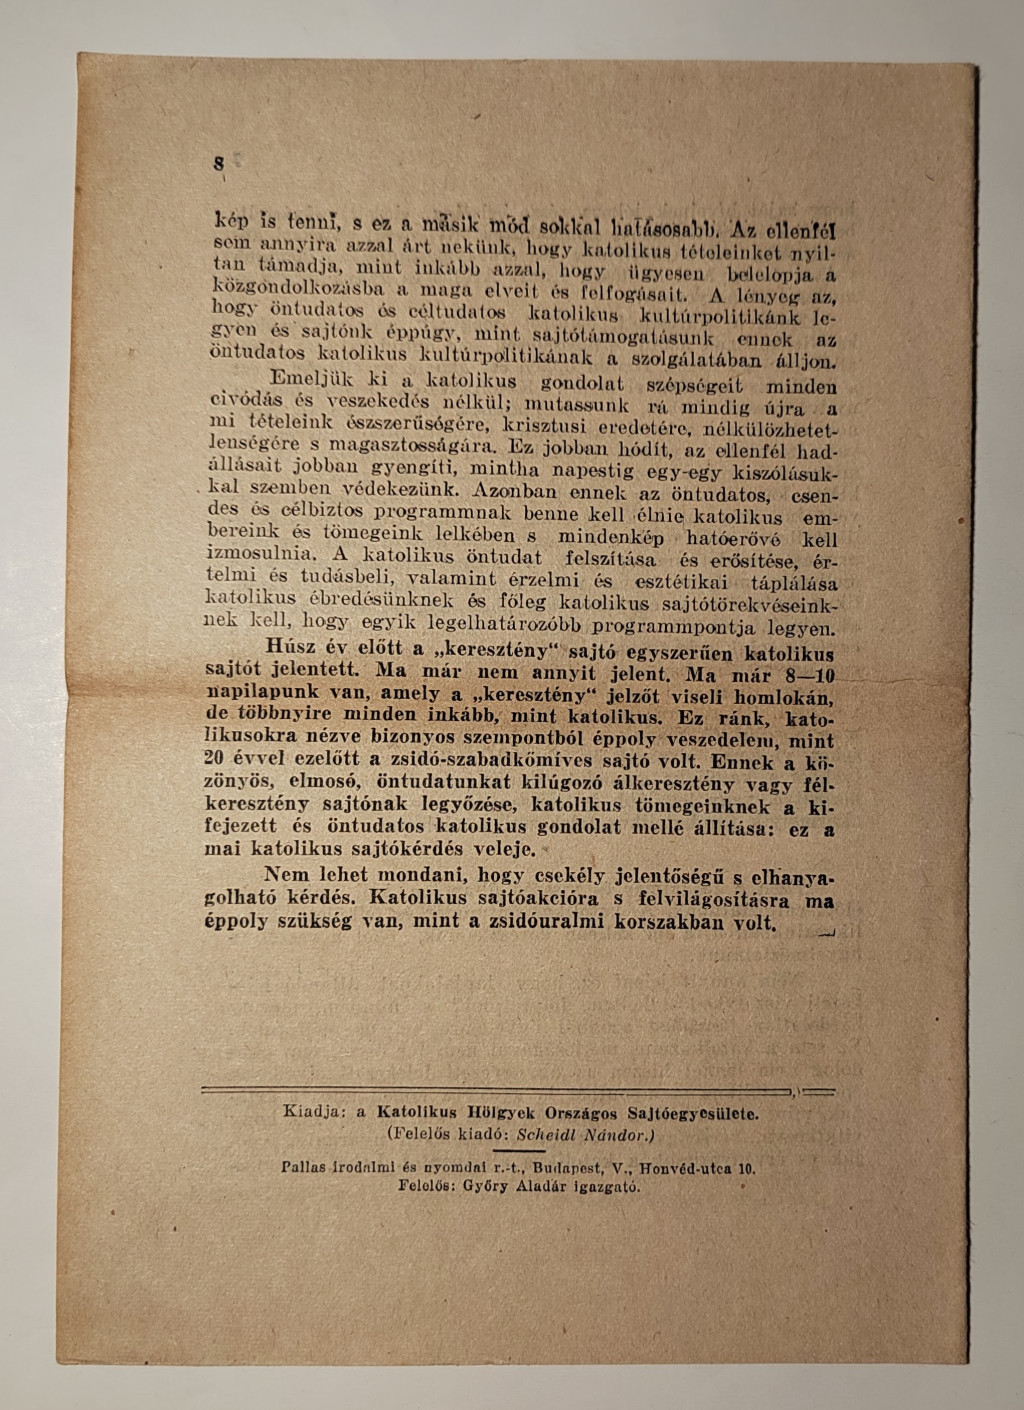 8
kép is tenni, s ez a másik mód sokkal hatásosabb. Az ellenfél
sem annyira azzal árt nekünk, hogy katolikus tételeinket nyil-
tan támadja, mint inkább azzal, hogy ügyesen belelopja a
közgondolkozásba a maga elveit és felfogásait. A lényeg az,
hogy öntudatos és céltudatos katolikus kultúrpolitikánk le-
gyen és sajtónk éppúgy, mint sajtótámogatásunk ennek az
öntudatos katolikus kultúrpolitikának a szolgálatában álljon.
Emeljük ki a katolikus gondolat szépségeit minden
civódás és veszekedés nélkül; mutassunk rá mindig újra a
mi tételeink észszerűségére, krisztusi eredetére, nélkülözhetet-
lenségére s magasztosságára. Ez jobban hódít, az ellenfél had-
állásait jobban gyengíti, mintha napestig egy-egy kiszólásuk-
kal szemben védekezünk. Azonban ennek az öntudatos, csen-
des és célbiztos programmnak benne kell élnie katolikus em-
bereink és tömegeink lelkében s mindenkép hatóerővé kell
izmosulnia. A katolikus öntudat felszítása és erősítése, ér-
telmi és tudásbeli, valamint érzelmi és esztétikai táplálása
katolikus ébredésünknek és főleg katolikus sajtótörekvéseink-
nek kell, hogy egyik legelhatározóbb programmpontja legyen.
Húsz év előtt a „keresztény“ sajtó egyszerűen katolikus
sajtót jelentett. Ma már nem annyit jelent. Ma már 8—10
napilapunk van, amely a „keresztény“ jelzőt viseli homlokán,
de többnyire minden inkább, mint katolikus. Ez ránk, kato-
likusokra nézve bizonyos szempontból éppoly veszedelem, mint
20 évvel ezelőtt a zsidó-szabadkőmíves sajtó volt. Ennek a kö-
zönyös, elmosó, öntudatunkat kilúgozó álkeresztény vagy fél-
keresztény sajtónak legyőzése, katolikus tömegeinknek a ki-
fejezett és öntudatos katolikus gondolat mellé állítása: ez a
mai katolikus sajtókérdés veleje.
Nem lehet mondani, hogy csekély jelentőségű s elhanya-
golható kérdés. Katolikus sajtóakcióra s felvilágosításra ma
éppoly szükség van, mint a zsidóuralmi korszakban volt.
Kiadja: a Katolikus Hölgyek Országos Sajtóegyesülete.
(Felelős kiadó: Scheidl Nándor.)
Pallas irodalmi és nyomdai r.-t., Budapest, V., Honvéd-utca 10.
Felelős: Győry Aladár igazgató.